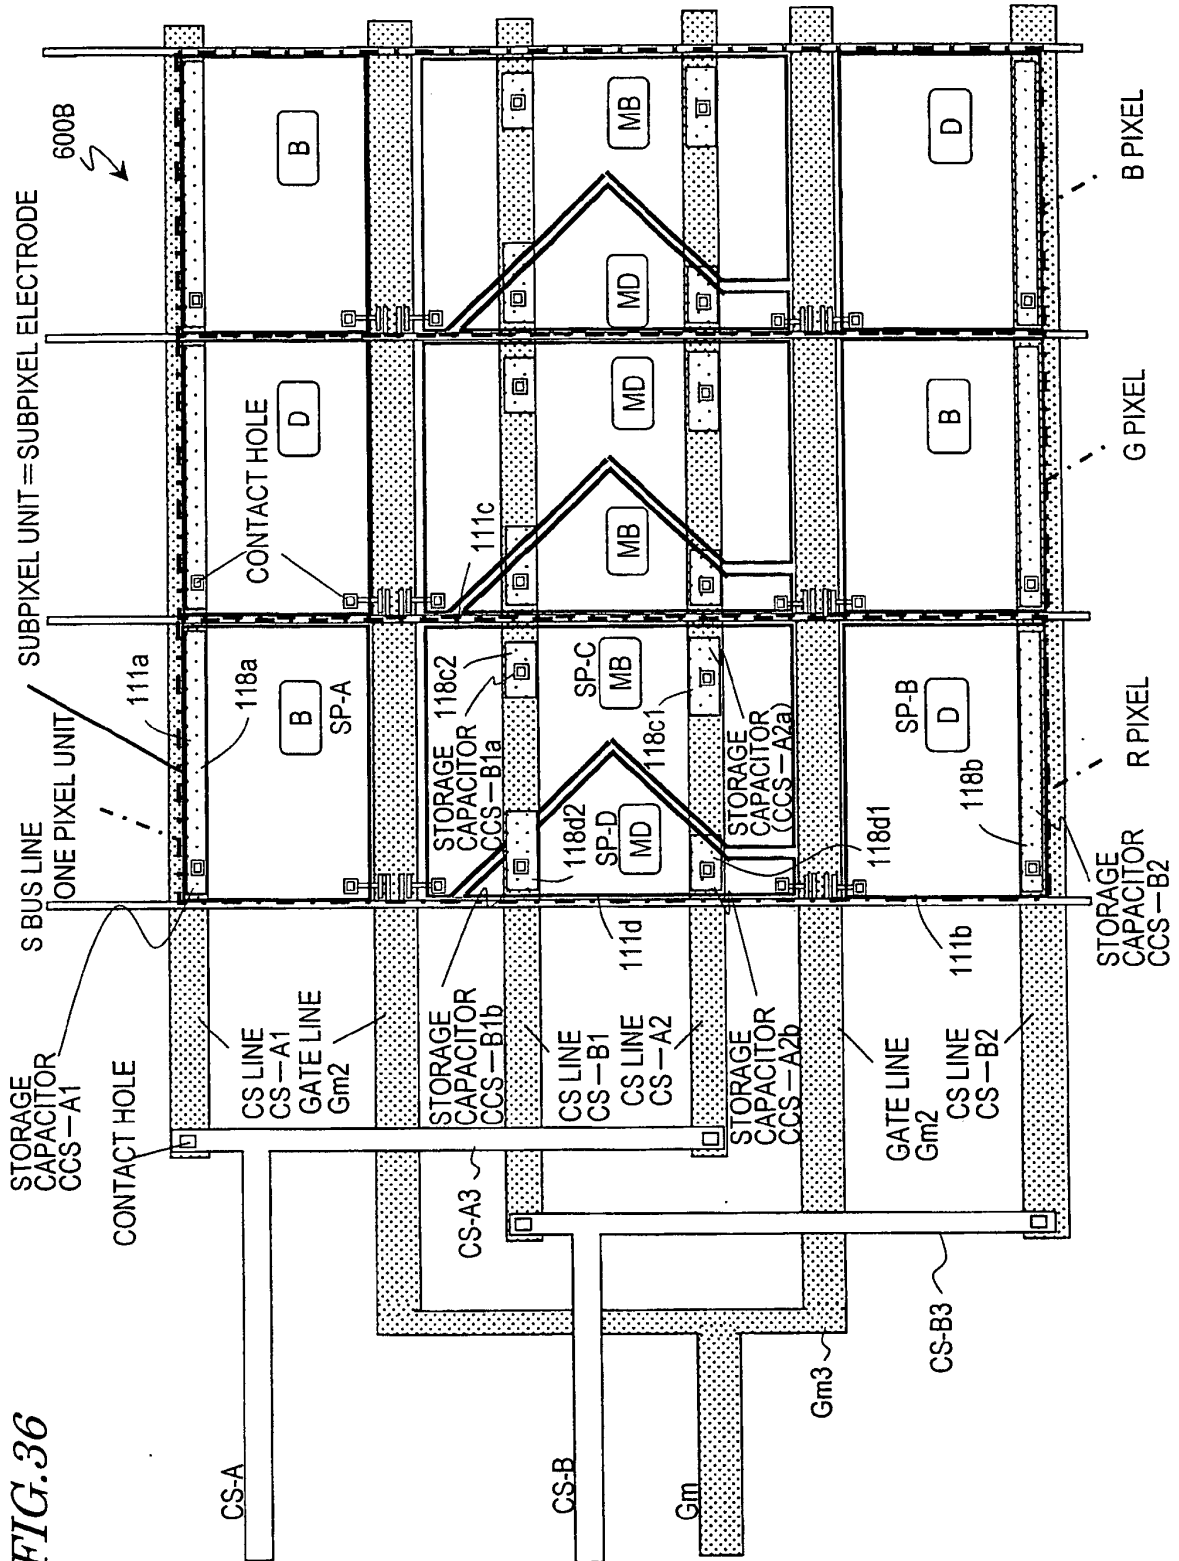 FIG.36
600B
SUBPIXEL UNIT=SUBPIXEL ELECTRODE
111a
118a
ONE PIXEL UNIT
S BUS LINE
STORAGE
CAPACITOR
CCS—A1
CONTACT HOLE
CONTACT HOLE
B
SP-A
D
B
CS LINE
CS—A1
GATE LINE
Gm2
CS-A
STORAGE
CAPACITOR
CCS—B1b
STORAGE
CAPACITOR
CCS—B1a
118c2
111c
118d2
SP-D
MD
SP-C
MB
MB
MD
MD
MB
118c1
111d
CS LINE
CS—B1
CS LINE
CS—A2
CS-A3
CS-B
STORAGE
CAPACITOR
CCS—A2b
STORAGE
CAPACITOR
(CCS—A2a)
118d1
Gm
Gm3
GATE LINE
Gm2
CS LINE
CS—B2
CS-B3
111b
118b
SP-B
D
B
D
STORAGE
CAPACITOR
CCS—B2
R PIXEL
G PIXEL
B PIXEL